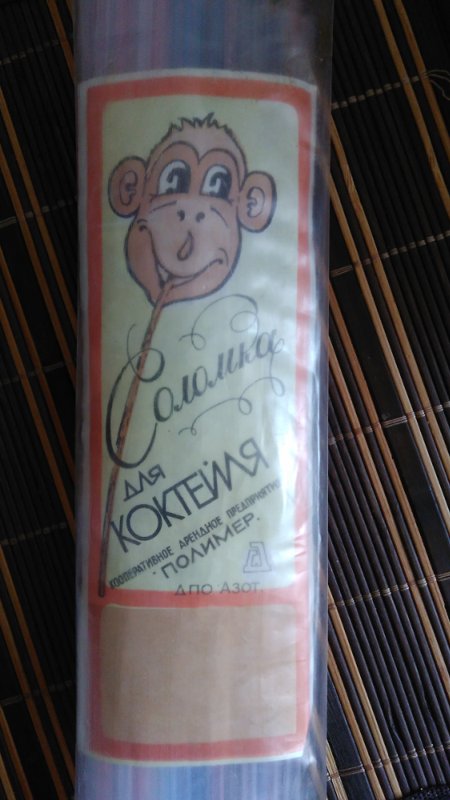 Соломка
для
КОКТЕЙЛЯ
КООПЕРАТИВНОЕ АРЕНДНОЕ ПРЕДПРИЯТИЕ
·ПОЛИМЕР·
ДПО АЗОТ.